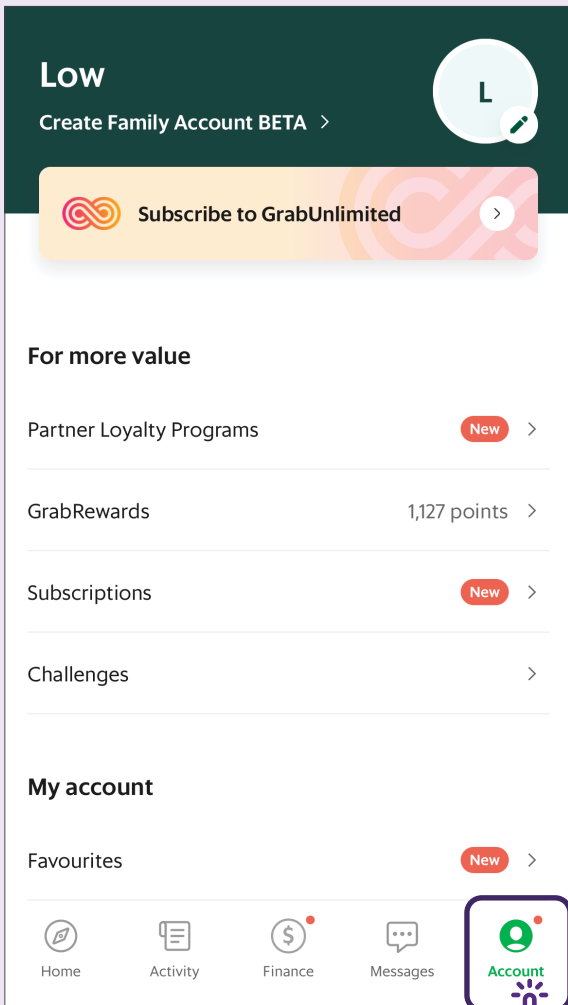 Low
L
Create Family Account BETA
Subscribe to GrabUnlimited
For more value
Partner Loyalty Programs New
GrabRewards 1,127 points
Subscriptions New
Challenges
My account
Favourites New
$
Home Activity Finance Messages Account